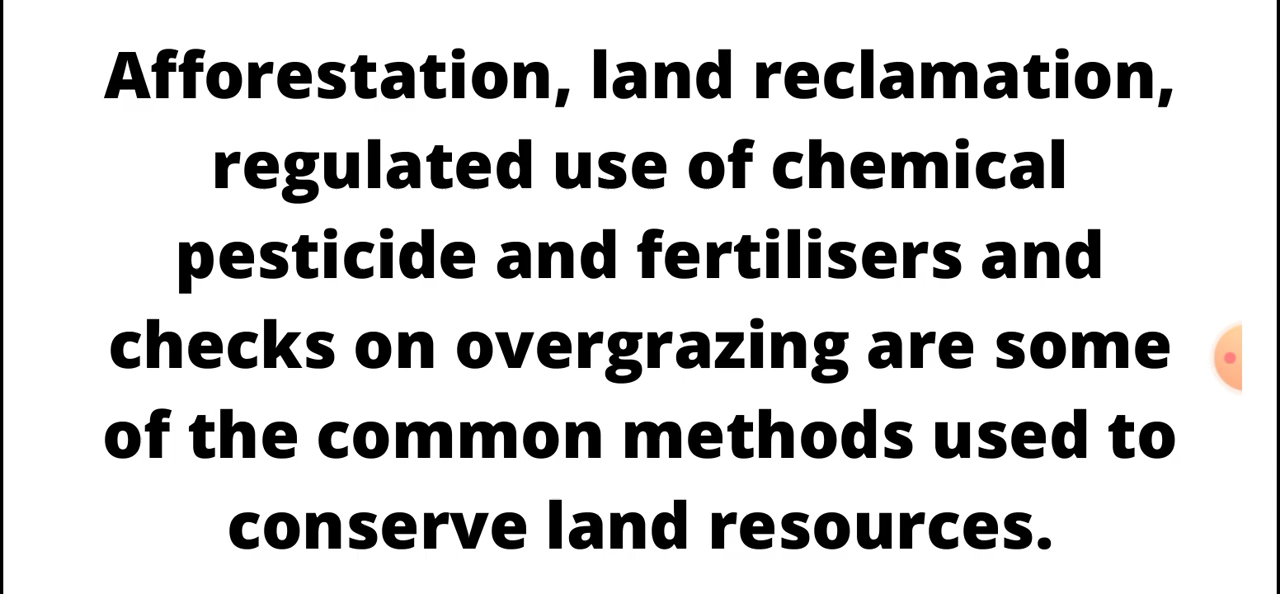 Afforestation, land reclamation,
regulated use of chemical
pesticide and fertilisers and
checks on overgrazing are some
of the common methods used to
conserve land resources.